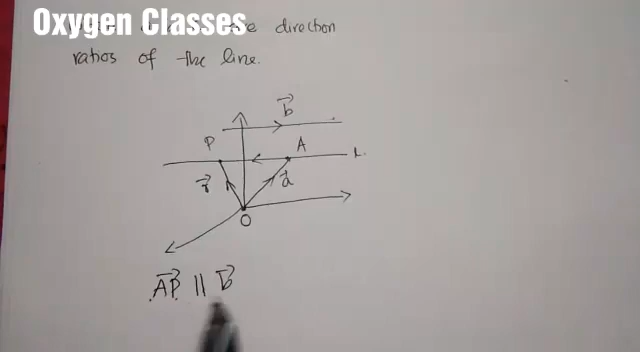 Oxygen Classes
direction
ratios of the line.
b⃗
P
A
L
r⃗
a⃗
O
AP⃗ || b⃗